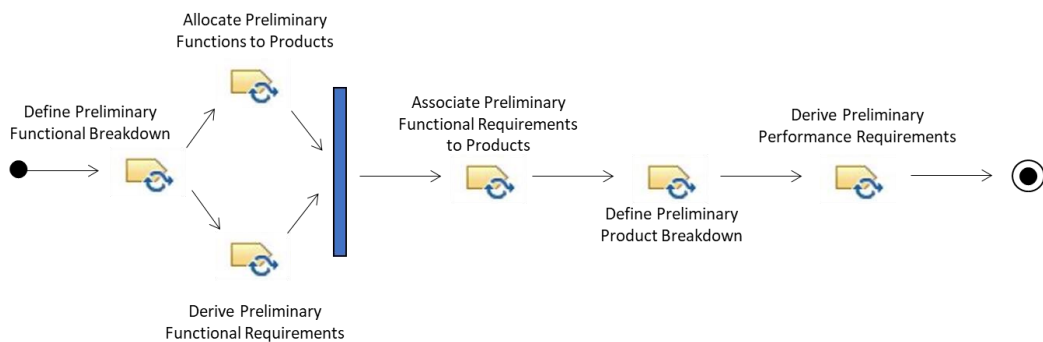 Define Preliminary
Functional Breakdown
Allocate Preliminary
Functions to Products
Derive Preliminary
Functional Requirements
Associate Preliminary
Functional Requirements
to Products
Define Preliminary
Product Breakdown
Derive Preliminary
Performance Requirements